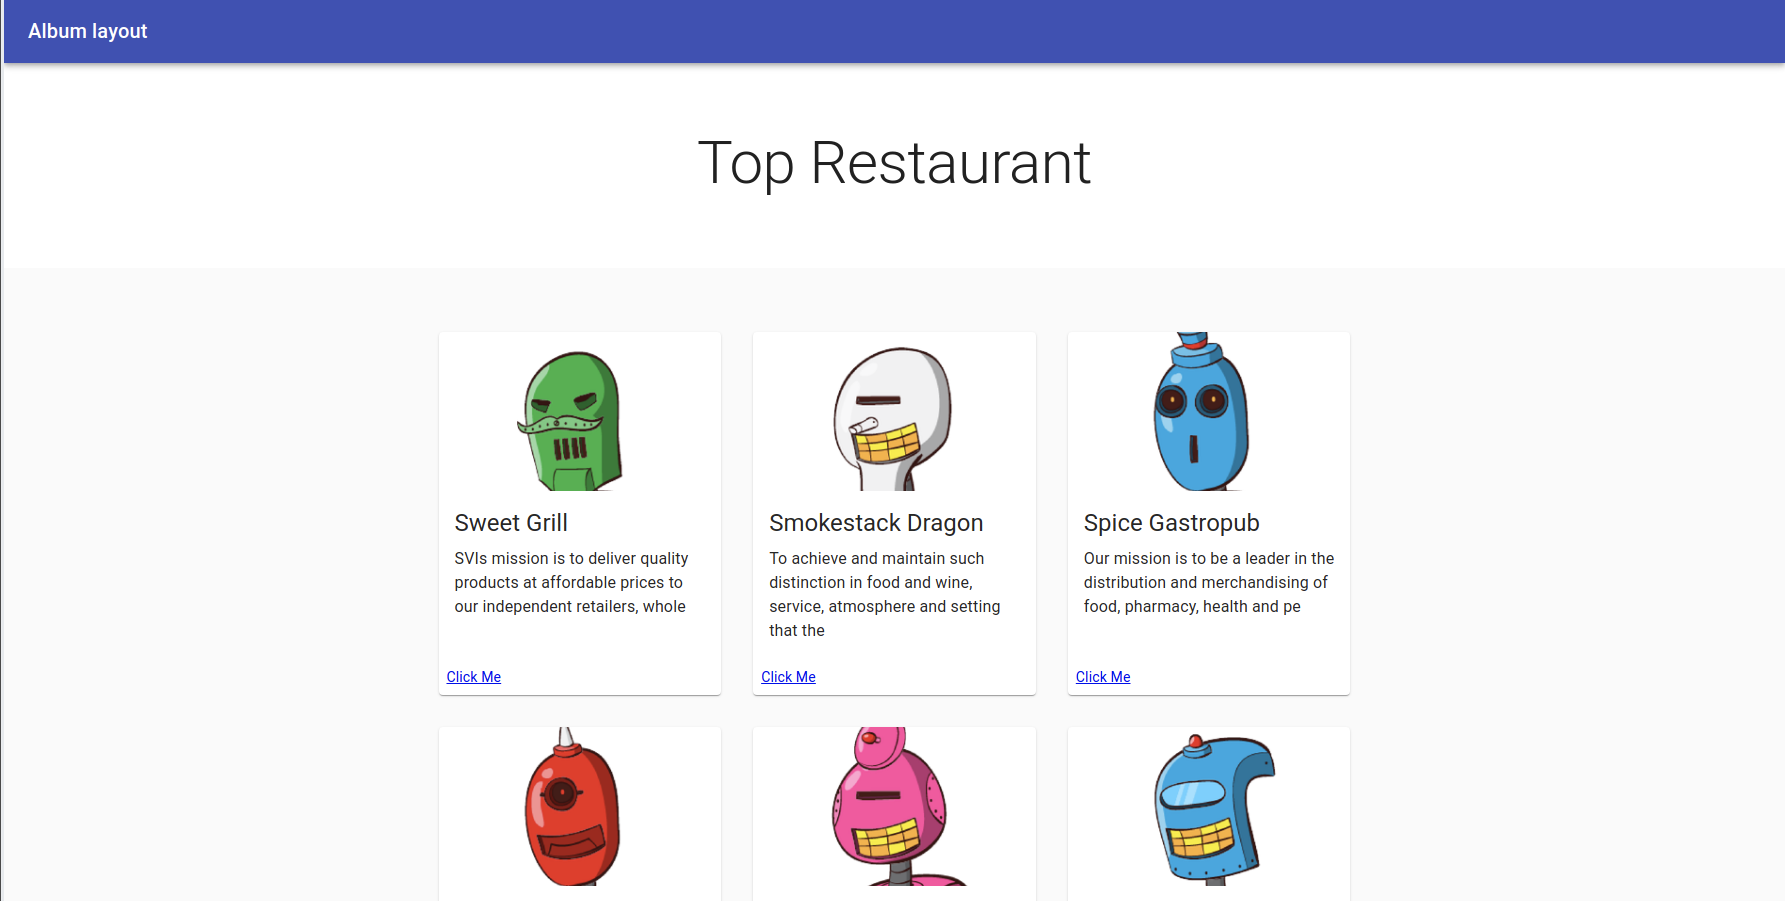 Album layout
Top Restaurant
Sweet Grill
SVIs mission is to deliver quality
products at affordable prices to
our independent retailers, whole
Click Me
Smokestack Dragon
To achieve and maintain such
distinction in food and wine,
service, atmosphere and setting
that the
Click Me
Spice Gastropub
Our mission is to be a leader in the
distribution and merchandising of
food, pharmacy, health and pe
Click Me